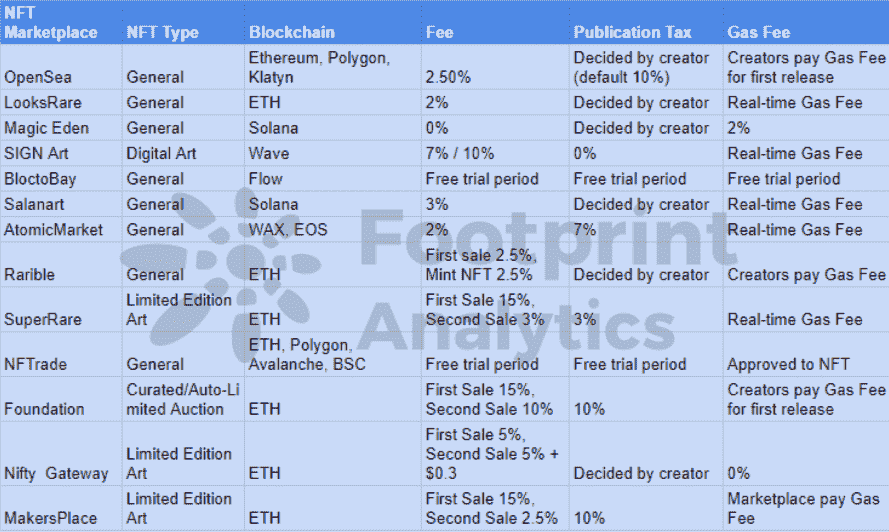 NFT Marketplace | NFT Type | Blockchain | Fee | Publication Tax | Gas Fee
OpenSea | General | Ethereum, Polygon, Klatyn | 2.50% | Decided by creator (default 10%) | Creators pay Gas Fee for first release
LooksRare | General | ETH | 2% | Decided by creator | Real-time Gas Fee
Magic Eden | General | Solana | 0% | Decided by creator | 2%
SIGN Art | Digital Art | Wave | 7% / 10% | 0% | Real-time Gas Fee
BloctoBay | General | Flow | Free trial period | Free trial period | Free trial period
Salanart | General | Solana | 3% | Decided by creator | Real-time Gas Fee
AtomicMarket | General | WAX, EOS | 2% | 7% | Real-time Gas Fee
Rarible | General | ETH | First sale 2.5%, Mint NFT 2.5% | Decided by creator | Creators pay Gas Fee
SuperRare | Limited Edition Art | ETH | First Sale 15%, Second Sale 3% | 3% | Real-time Gas Fee
NFTrade | General | ETH, Polygon, Avalanche, BSC | Free trial period | Free trial period | Approved to NFT
Foundation | Curated/Auto-Limited Auction | ETH | First Sale 15%, Second Sale 10% | 10% | Creators pay Gas Fee for first release
Nifty Gateway | Limited Edition Art | ETH | First Sale 5%, Second Sale 5% + $0.3 | Decided by creator | 0%
MakersPlace | Limited Edition Art | ETH | First Sale 15%, Second Sale 2.5% | 10% | Marketplace pay Gas Fee
Footprint
Analytics